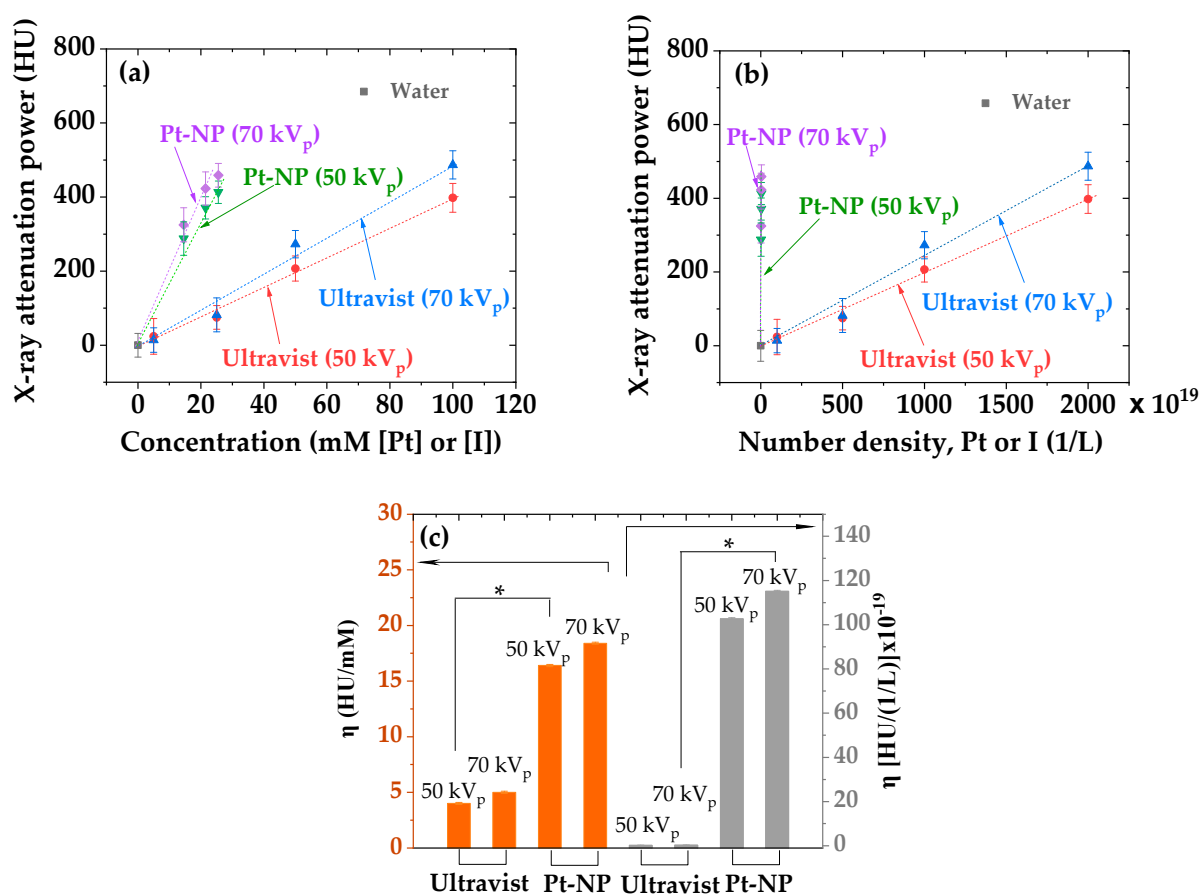 (a)
X-ray attenuation power (HU)
800
600
400
200
0
Water
Pt-NP (70 kVp)
Pt-NP (50 kVp)
Ultravist (70 kVp)
Ultravist (50 kVp)
0 20 40 60 80 100 120
Concentration (mM [Pt] or [I])
(b)
X-ray attenuation power (HU)
800
600
400
200
0
Water
Pt-NP (70 kVp)
Pt-NP (50 kVp)
Ultravist (70 kVp)
Ultravist (50 kVp)
0 500 1000 1500 2000 x 10¹⁹
Number density, Pt or I (1/L)
(c)
η (HU/mM)
30
25
20
15
10
5
0
*
*
50 kVp
70 kVp
50 kVp
70 kVp
50 kVp
70 kVp
50 kVp
70 kVp
140
120
100
80
60
40
20
0
η [HU/(1/L)]x10⁻¹⁹
Ultravist Pt-NP Ultravist Pt-NP